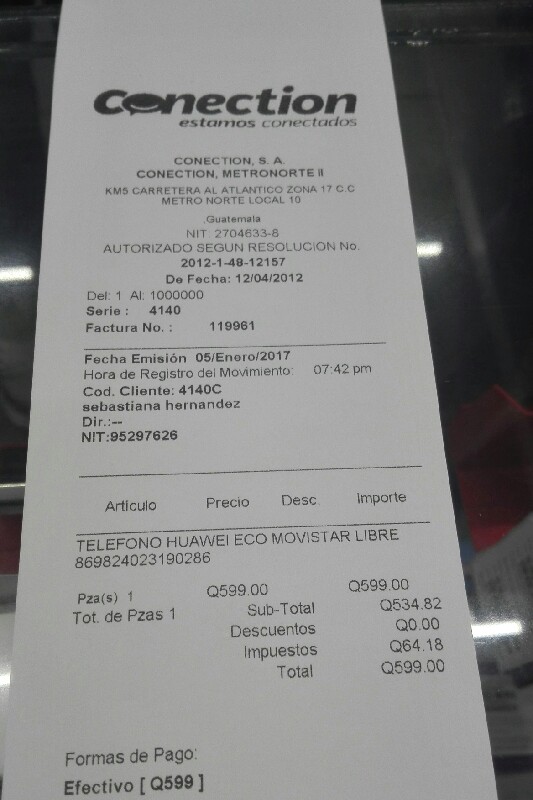 Conection
estamos conectados
CONECTION, S. A.
CONECTION, METRONORTE II
KM5 CARRETERA AL ATLANTICO ZONA 17 C.C
METRO NORTE LOCAL 10
,Guatemala
NIT: 2704633-8
AUTORIZADO SEGUN RESOLUCION No.
2012-1-48-12157
De Fecha: 12/04/2012
Del: 1 Al: 1000000
Serie : 4140
Factura No. : 119961
Fecha Emisión 05/Enero/2017
Hora de Registro del Movimiento: 07:42 pm
Cod. Cliente: 4140C
sebastiana hernandez
Dir.:--
NIT:95297626
Articulo Precio Desc. Importe
TELEFONO HUAWEI ECO MOVISTAR LIBRE
869824023190286
Pza(s) 1 Q599.00 Q599.00
Tot. de Pzas 1 Sub-Total Q534.82
Descuentos Q0.00
Impuestos Q64.18
Total Q599.00
Formas de Pago:
Efectivo [ Q599 ]